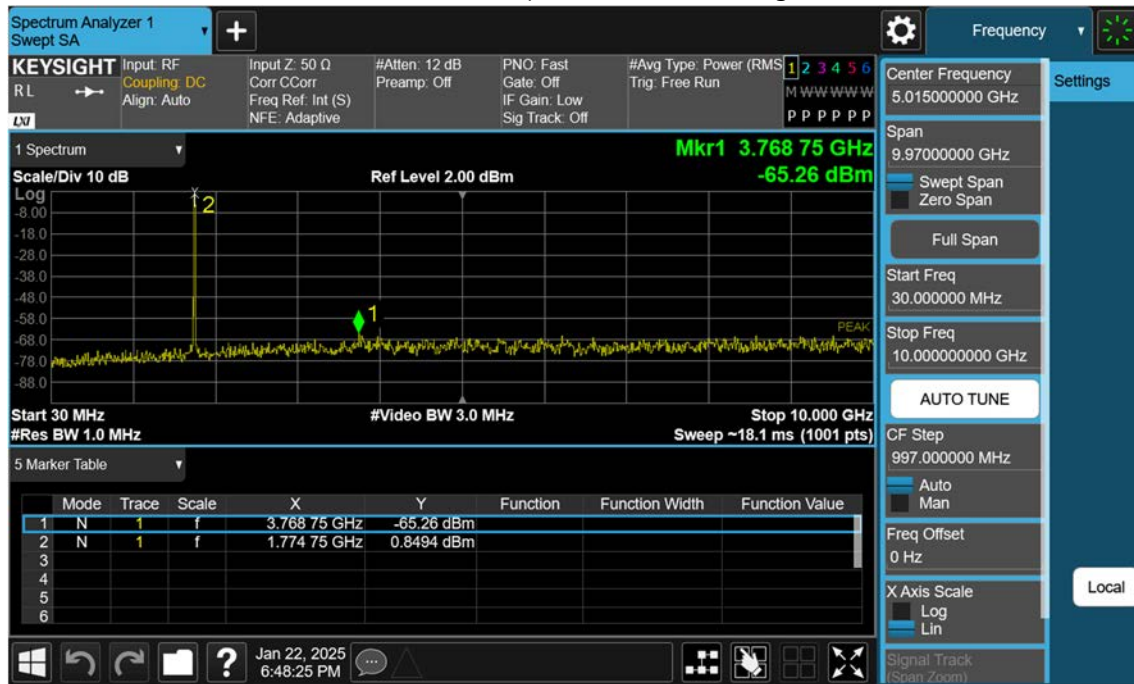 Spectrum Analyzer 1
Swept SA
+
Frequency
KEYSIGHT
R L
LXI
Input: RF
Coupling: DC
Align: Auto
Input Z: 50 Ω
Corr CCorr
Freq Ref: Int (S)
NFE: Adaptive
#Atten: 12 dB
Preamp: Off
PNO: Fast
Gate: Off
IF Gain: Low
Sig Track: Off
#Avg Type: Power (RMS
Trig: Free Run
1 2 3 4 5 6
M W W W W W
P P P P P P
1 Spectrum
Mkr1 3.768 75 GHz
Scale/Div 10 dB
Ref Level 2.00 dBm
-65.26 dBm
Log
-8.00
-18.0
-28.0
-38.0
-48.0
-58.0
-68.0
-78.0
-88.0
2
1
PEAK
Start 30 MHz
#Video BW 3.0 MHz
Stop 10.000 GHz
#Res BW 1.0 MHz
Sweep ~18.1 ms (1001 pts)
5 Marker Table
Mode Trace Scale X Y Function Function Width Function Value
1 N 1 f 3.768 75 GHz -65.26 dBm
2 N 1 f 1.774 75 GHz 0.8494 dBm
3
4
5
6
Center Frequency
5.015000000 GHz
Span
9.97000000 GHz
Swept Span
Zero Span
Full Span
Start Freq
30.000000 MHz
Stop Freq
10.000000000 GHz
AUTO TUNE
CF Step
997.000000 MHz
Auto
Man
Freq Offset
0 Hz
X Axis Scale
Log
Lin
Signal Track
(Span Zoom)
Settings
Local
?
Jan 22, 2025
6:48:25 PM